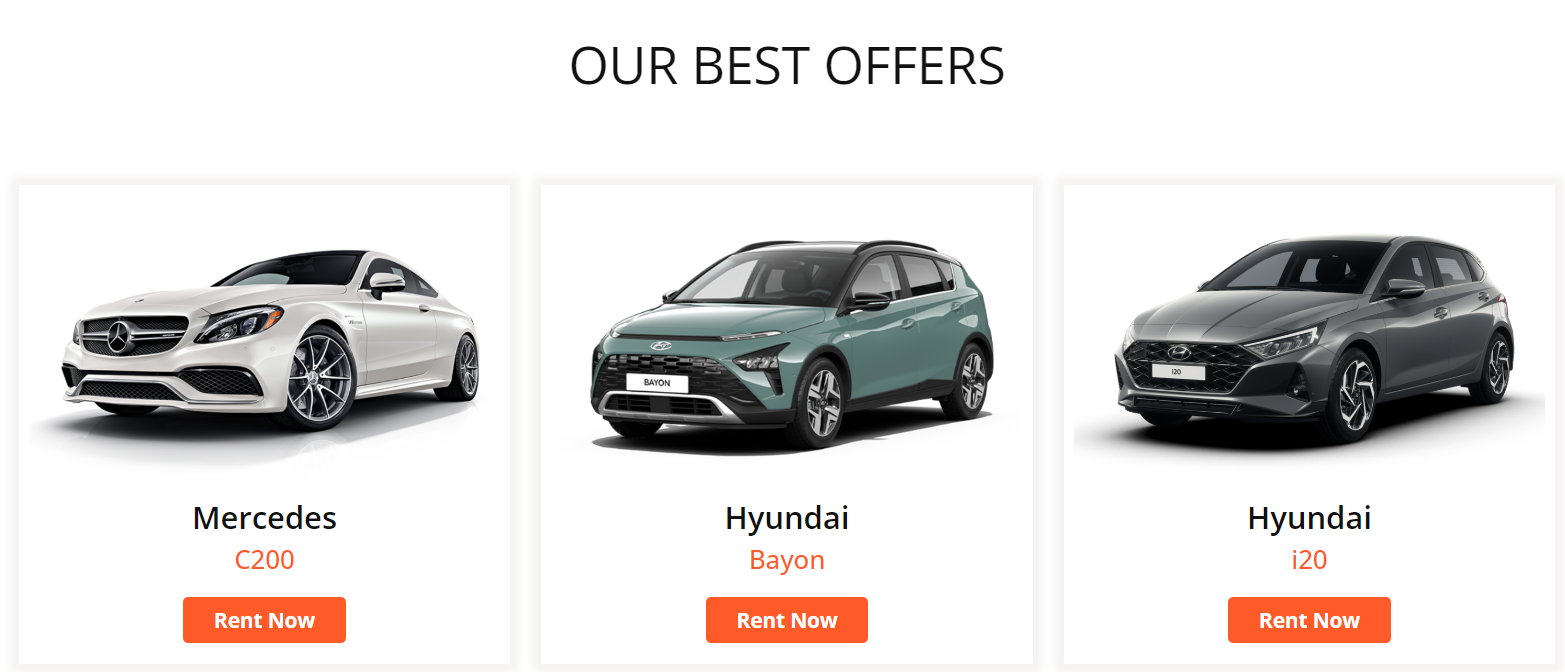 OUR BEST OFFERS
BAYON
i20
Mercedes
C200
Rent Now
Hyundai
Bayon
Rent Now
Hyundai
i20
Rent Now